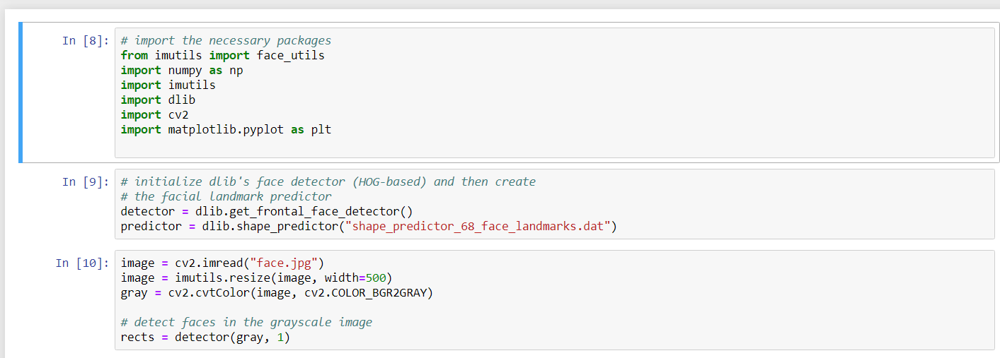 In [8]: # import the necessary packages
from imutils import face_utils
import numpy as np
import imutils
import dlib
import cv2
import matplotlib.pyplot as plt
In [9]: # initialize dlib's face detector (HOG-based) and then create
# the facial landmark predictor
detector = dlib.get_frontal_face_detector()
predictor = dlib.shape_predictor("shape_predictor_68_face_landmarks.dat")
In [10]: image = cv2.imread("face.jpg")
image = imutils.resize(image, width=500)
gray = cv2.cvtColor(image, cv2.COLOR_BGR2GRAY)
# detect faces in the grayscale image
rects = detector(gray, 1)